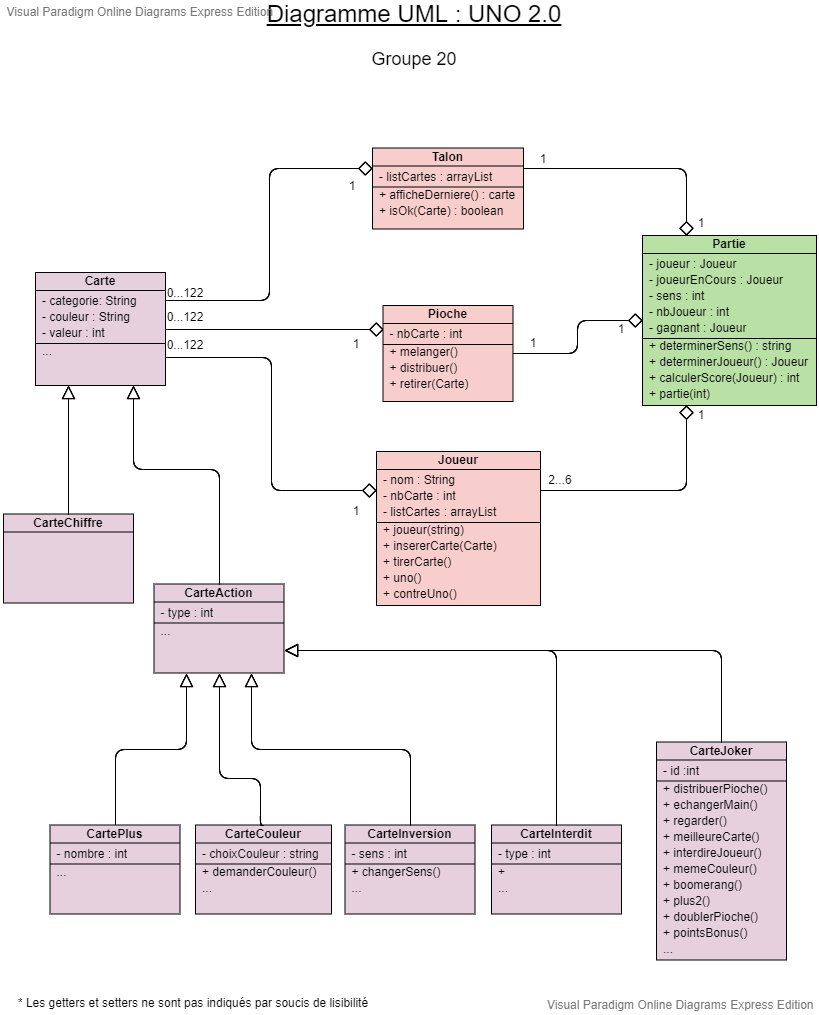 Visual Paradigm Online Diagrams Express Edition
Diagramme UML : UNO 2.0
Groupe 20
Talon
- listCartes : arrayList
+ afficheDerniere() : carte
+ isOk(Carte) : boolean
1
1
1
Partie
- joueur : Joueur
- joueurEnCours : Joueur
- sens : int
- nbJoueur : int
- gagnant : Joueur
+ determinerSens() : string
+ determinerJoueur() : Joueur
+ calculerScore(Joueur) : int
+ partie(int)
Carte
- categorie: String
- couleur : String
- valeur : int
...
0...122
0...122
0...122
Pioche
- nbCarte : int
+ melanger()
+ distribuer()
+ retirer(Carte)
1
1
1
1
Joueur
- nom : String
- nbCarte : int
- listCartes : arrayList
+ joueur(string)
+ insererCarte(Carte)
+ tirerCarte()
+ uno()
+ contreUno()
2...6
1
CarteChiffre
CarteAction
- type : int
...
CartePlus
- nombre : int
...
CarteCouleur
- choixCouleur : string
+ demanderCouleur()
...
CarteInversion
- sens : int
+ changerSens()
...
CarteInterdit
- type : int
+
...
CarteJoker
- id :int
+ distribuerPioche()
+ echangerMain()
+ regarder()
+ meilleureCarte()
+ interdireJoueur()
+ memeCouleur()
+ boomerang()
+ plus2()
+ doublerPioche()
+ pointsBonus()
...
* Les getters et setters ne sont pas indiqués par soucis de lisibilité
Visual Paradigm Online Diagrams Express Edition